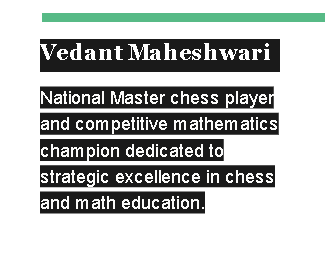 Vedant Maheshwari
National Master chess player
and competitive mathematics
champion dedicated to
strategic excellence in chess
and math education.